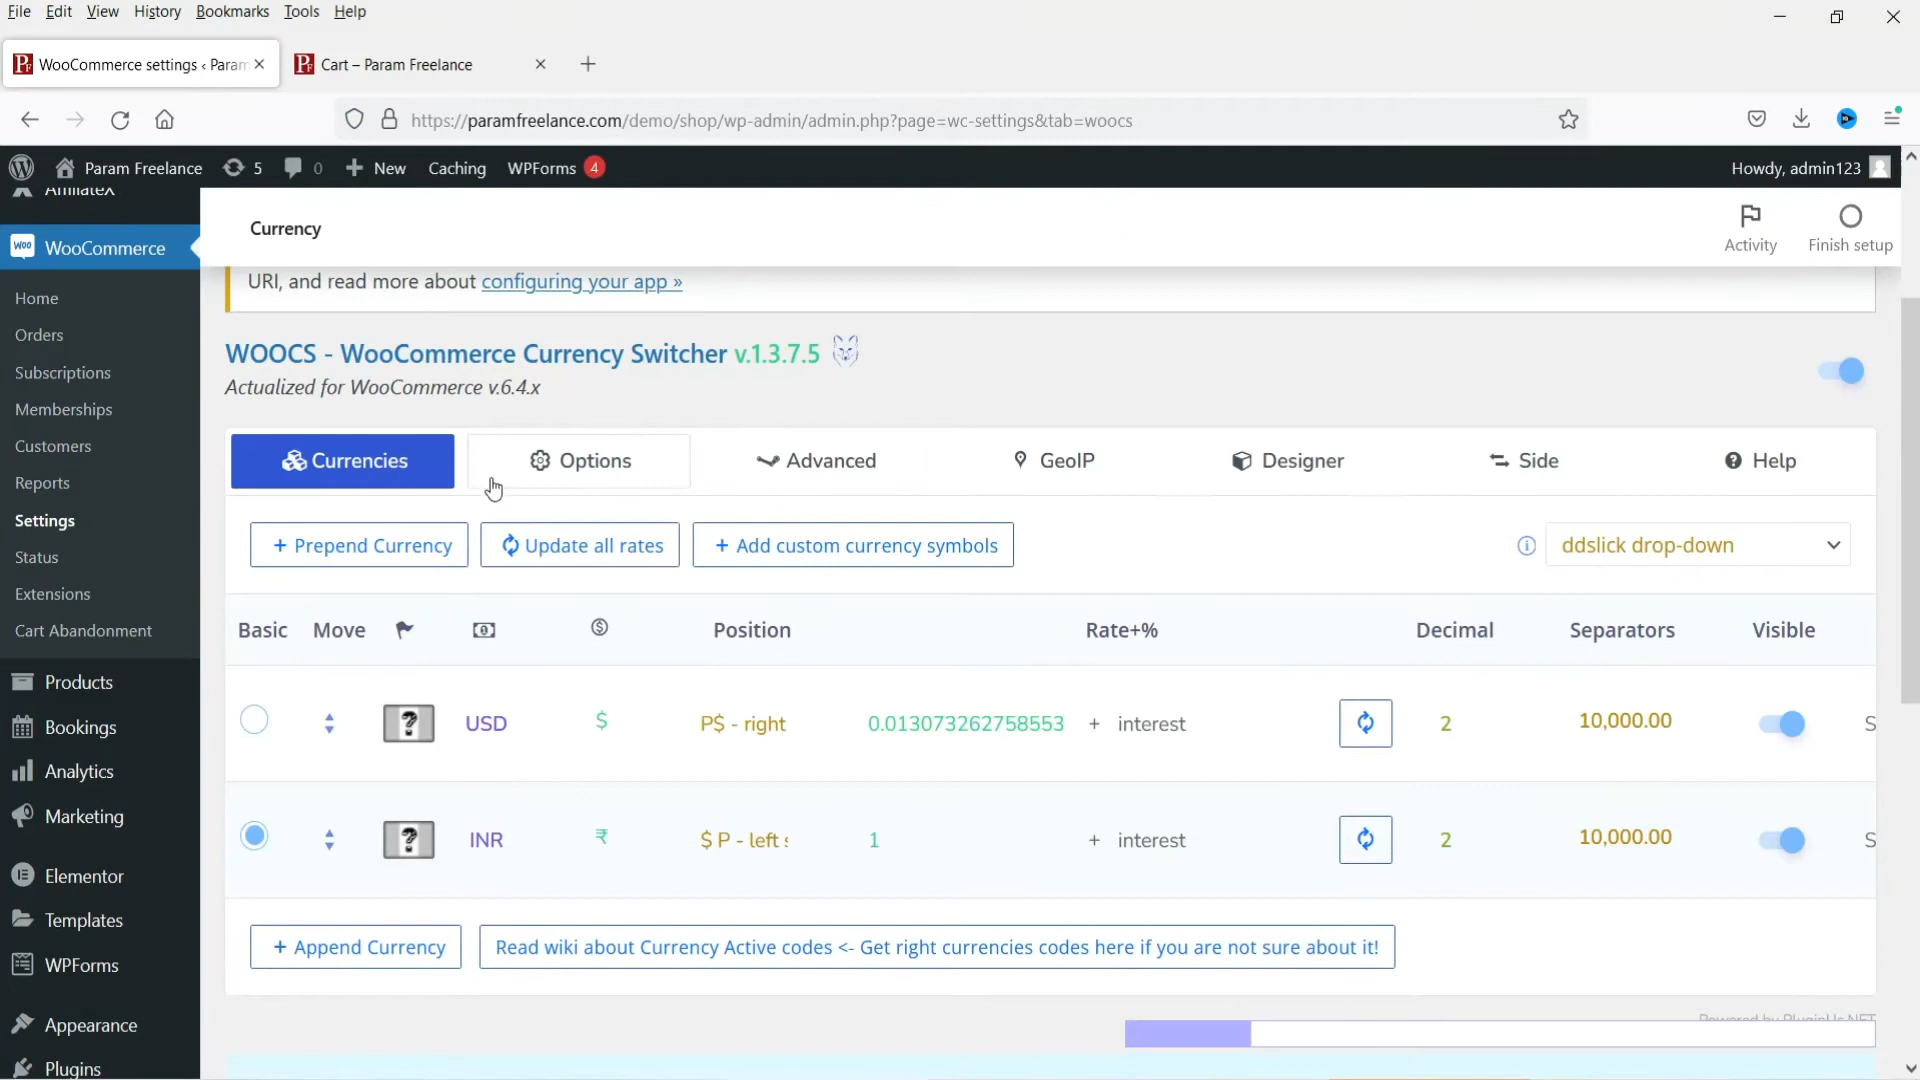 File Edit View History Bookmarks Tools Help
WooCommerce settings ‹ Param
Cart – Param Freelance
https://paramfreelance.com/demo/shop/wp-admin/admin.php?page=wc-settings&tab=woocs
Param Freelance 5 0 New Caching WPForms 4
Howdy, admin123
AffiliateX
WooCommerce
Home
Orders
Subscriptions
Memberships
Customers
Reports
Settings
Status
Extensions
Cart Abandonment
Products
Bookings
Analytics
Marketing
Elementor
Templates
WPForms
Appearance
Plugins
Currency
Activity
Finish setup
URI, and read more about configuring your app »
WOOCS - WooCommerce Currency Switcher v.1.3.7.5
Actualized for WooCommerce v.6.4.x
Currencies Options Advanced GeoIP Designer Side Help
+ Prepend Currency Update all rates + Add custom currency symbols
ddslick drop-down
Basic Move Position Rate+% Decimal Separators Visible
? USD $ P$ - right 0.013073262758553 + interest 2 10,000.00 S
? INR ₹ $ P - left 1 + interest 2 10,000.00 S
+ Append Currency
Read wiki about Currency Active codes <- Get right currencies codes here if you are not sure about it!
Powered by PluginUs.NET